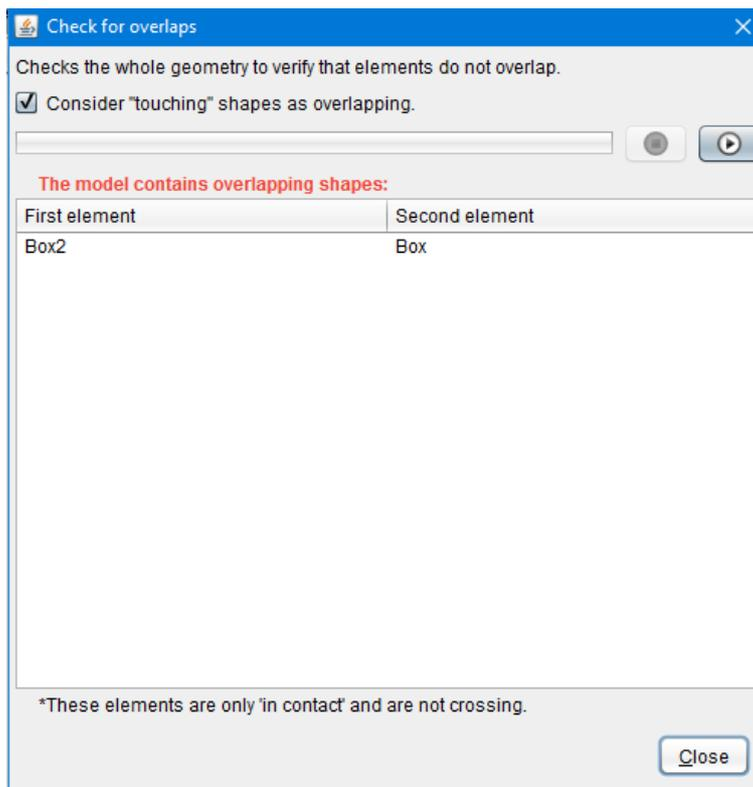 Check for overlaps
Checks the whole geometry to verify that elements do not overlap.
Consider "touching" shapes as overlapping.
The model contains overlapping shapes:
First element Second element
Box2 Box
*These elements are only 'in contact' and are not crossing.
Close